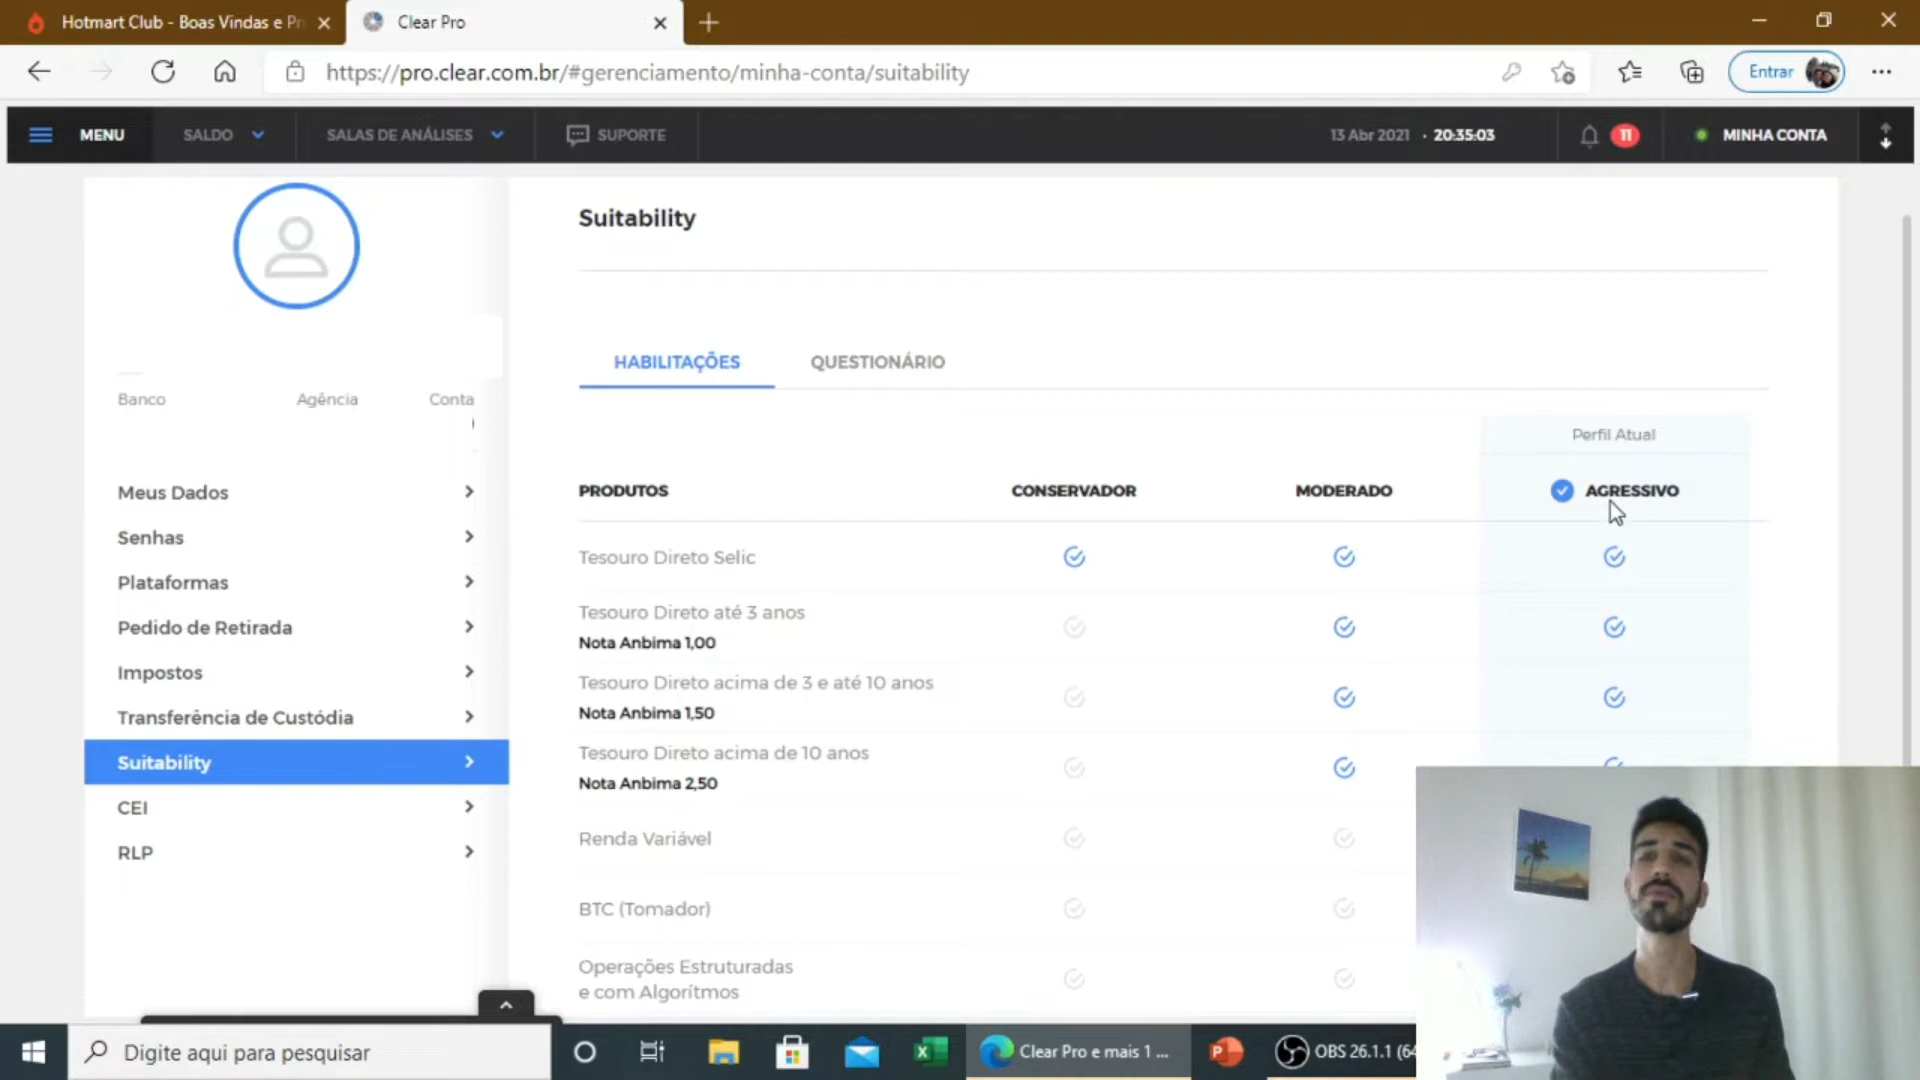 Hotmart Club - Boas Vindas e Pr
Clear Pro
https://pro.clear.com.br/#gerenciamento/minha-conta/suitability
Entrar
MENU
SALDO
SALAS DE ANÁLISES
SUPORTE
13 Abr 2021 · 20:35:03
11
MINHA CONTA
Suitability
HABILITAÇÕES
QUESTIONÁRIO
Banco
Agência
Conta
Meus Dados
Senhas
Plataformas
Pedido de Retirada
Impostos
Transferência de Custódia
Suitability
CEI
RLP
Perfil Atual
PRODUTOS
CONSERVADOR
MODERADO
AGRESSIVO
Tesouro Direto Selic
Tesouro Direto até 3 anos
Nota Anbima 1,00
Tesouro Direto acima de 3 e até 10 anos
Nota Anbima 1,50
Tesouro Direto acima de 10 anos
Nota Anbima 2,50
Renda Variável
BTC (Tomador)
Operações Estruturadas
e com Algorítmos
Digite aqui para pesquisar
Clear Pro e mais 1 ...
OBS 26.1.1 (64